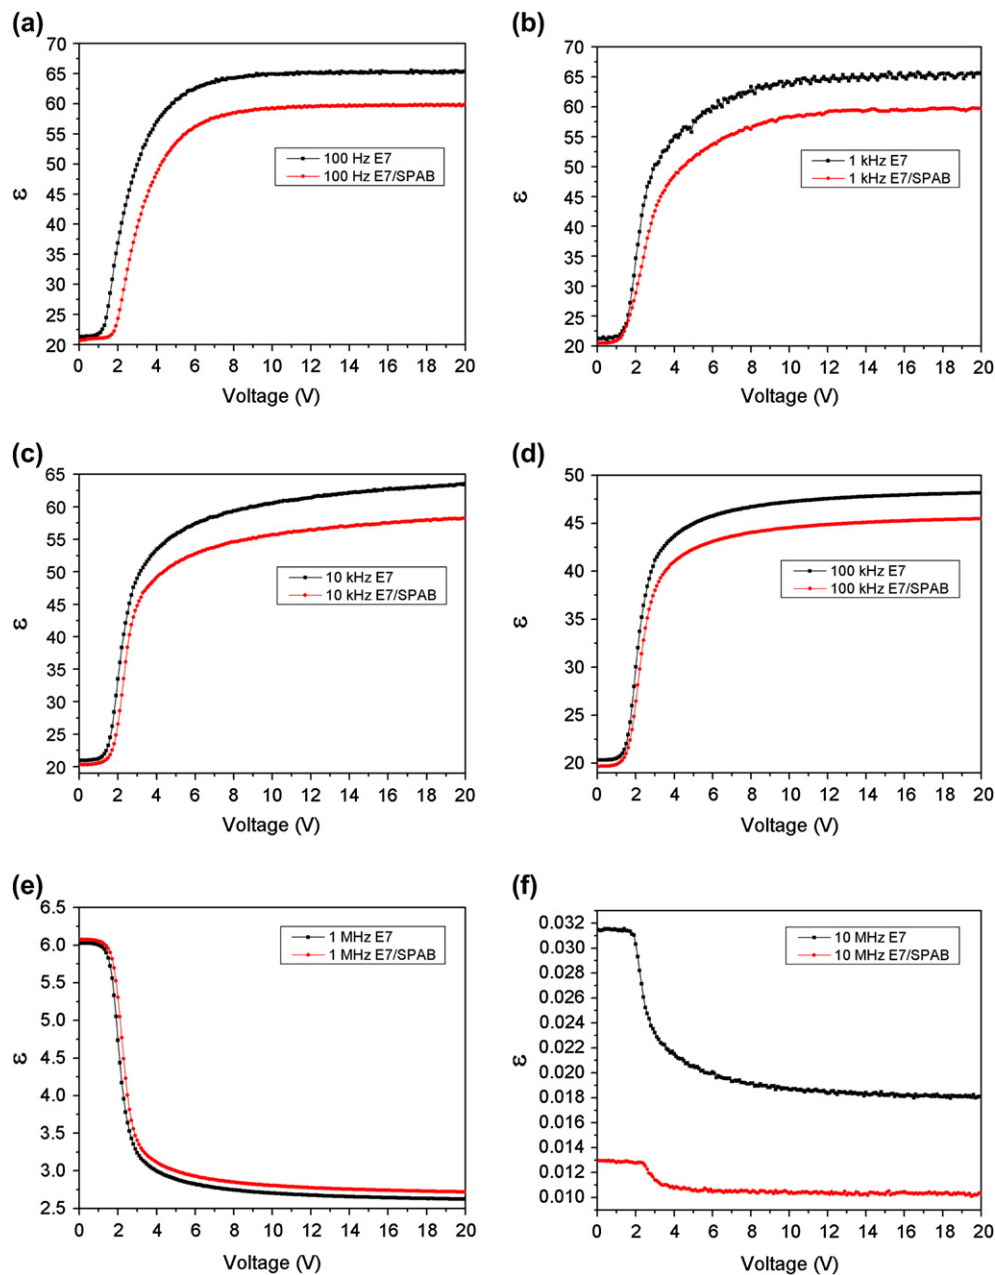 (a)
70
65
60
55
50
45
40
35
30
25
20
ε
100 Hz E7
100 Hz E7/SPAB
0 2 4 6 8 10 12 14 16 18 20
Voltage (V)
(b)
70
65
60
55
50
45
40
35
30
25
20
ε
1 kHz E7
1 kHz E7/SPAB
0 2 4 6 8 10 12 14 16 18 20
Voltage (V)
(c)
65
60
55
50
45
40
35
30
25
20
ε
10 kHz E7
10 kHz E7/SPAB
0 2 4 6 8 10 12 14 16 18 20
Voltage (V)
(d)
50
45
40
35
30
25
20
ε
100 kHz E7
100 kHz E7/SPAB
0 2 4 6 8 10 12 14 16 18 20
Voltage (V)
(e)
6.5
6.0
5.5
5.0
4.5
4.0
3.5
3.0
2.5
ε
1 MHz E7
1 MHz E7/SPAB
0 2 4 6 8 10 12 14 16 18 20
Voltage (V)
(f)
0.032
0.030
0.028
0.026
0.024
0.022
0.020
0.018
0.016
0.014
0.012
0.010
ε
10 MHz E7
10 MHz E7/SPAB
0 2 4 6 8 10 12 14 16 18 20
Voltage (V)